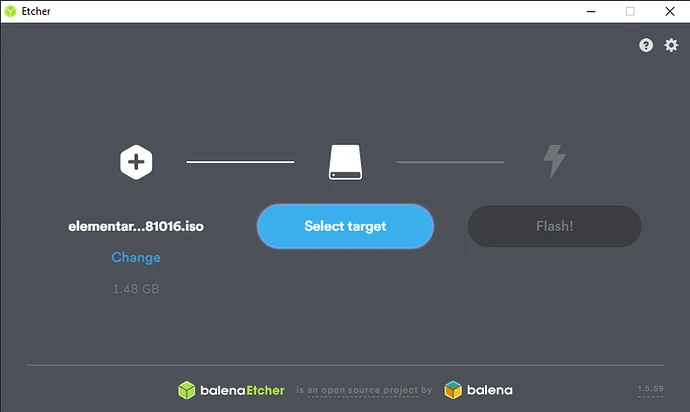 Etcher
elementar...81016.iso
Select target
Flash!
Change
1.48 GB
balenaEtcher is an open source project by balena
1.5.59